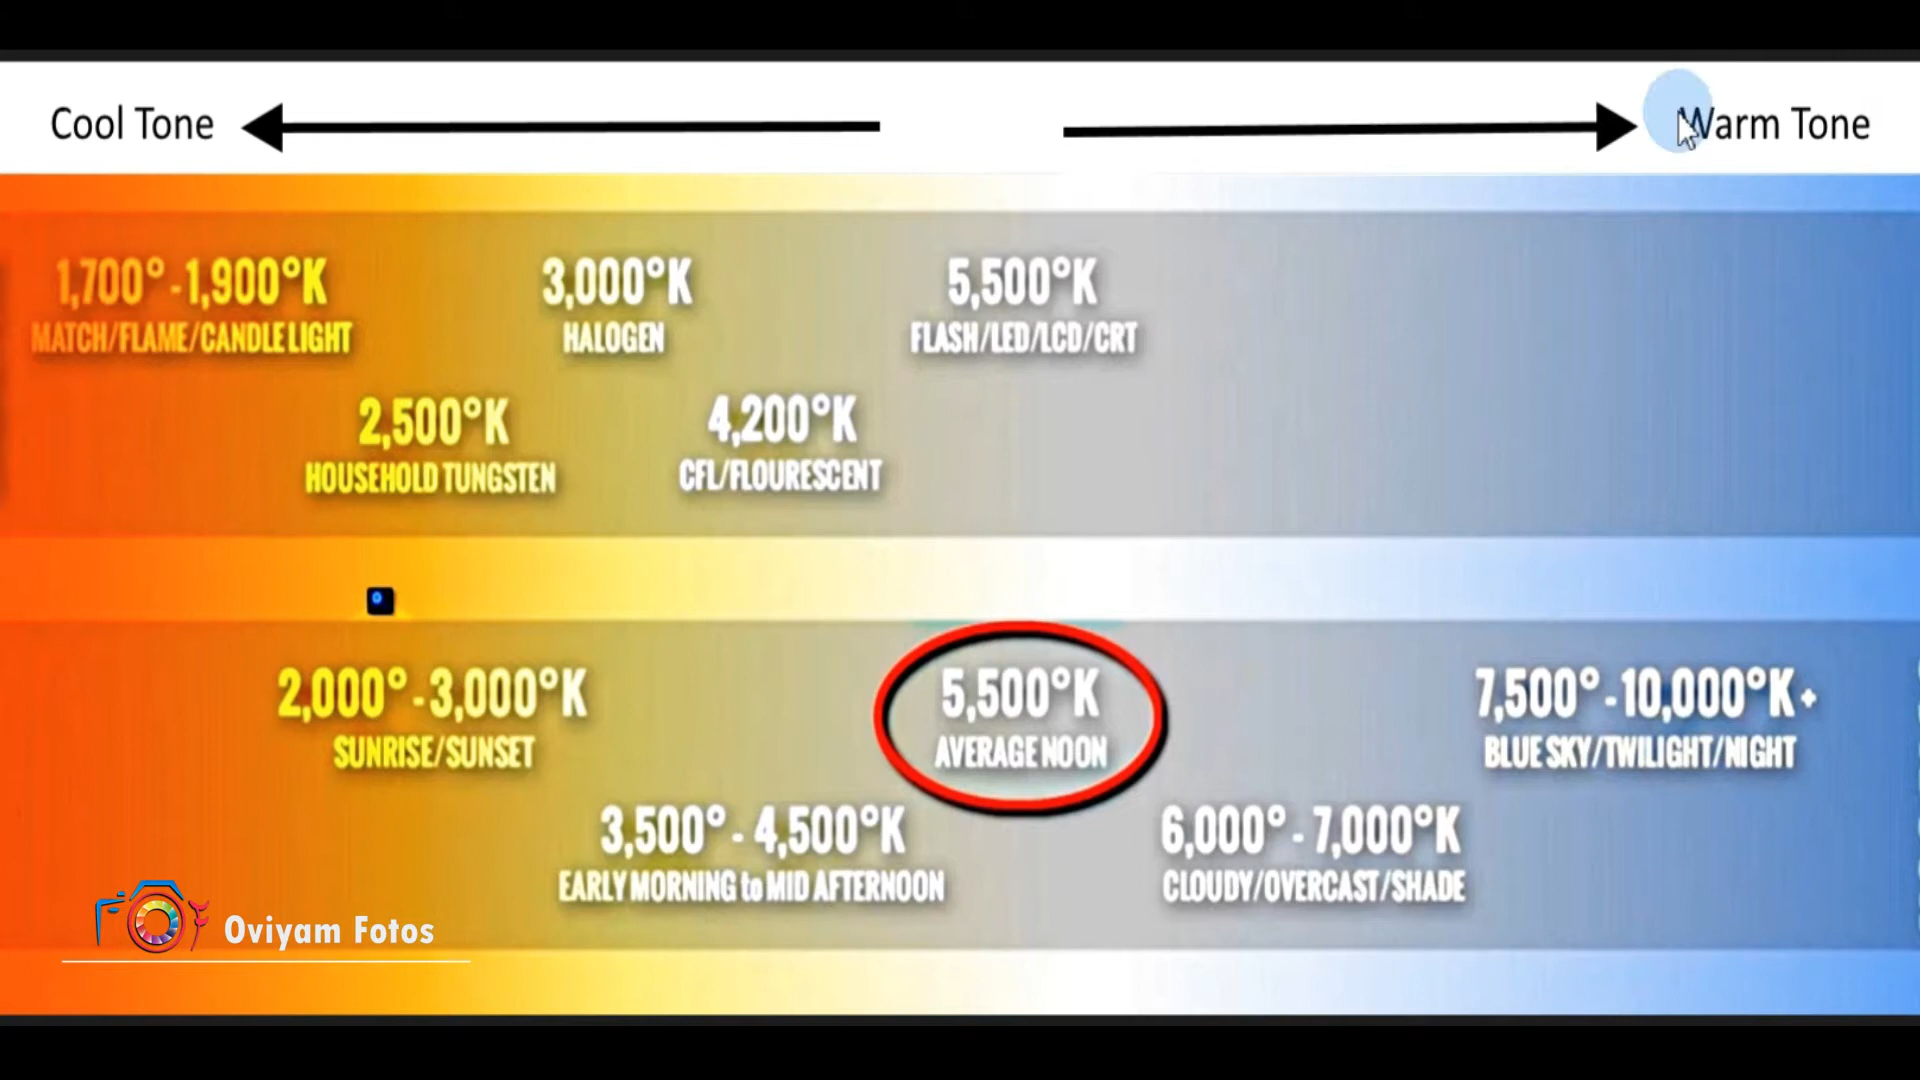 Cool Tone
Warm Tone
1,700° - 1,900°K
MATCH/FLAME/CANDLE LIGHT
3,000°K
HALOGEN
5,500°K
FLASH/LED/LCD/CRT
2,500°K
HOUSEHOLD TUNGSTEN
4,200°K
CFL/FLOURESCENT
2,000° - 3,000°K
SUNRISE/SUNSET
5,500°K
AVERAGE NOON
7,500° - 10,000°K+
BLUE SKY/TWILIGHT/NIGHT
3,500° - 4,500°K
EARLY MORNING to MID AFTERNOON
6,000° - 7,000°K
CLOUDY/OVERCAST/SHADE
Oviyam Fotos